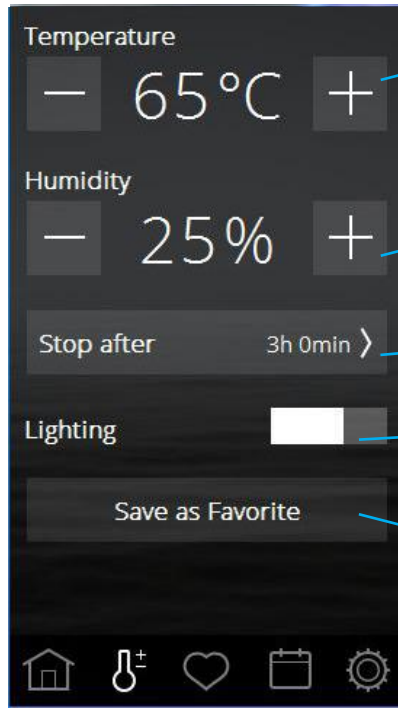 Temperature
— 65°C +
Humidity
— 25% +
Stop after 3h 0min >
Lighting
Save as Favorite